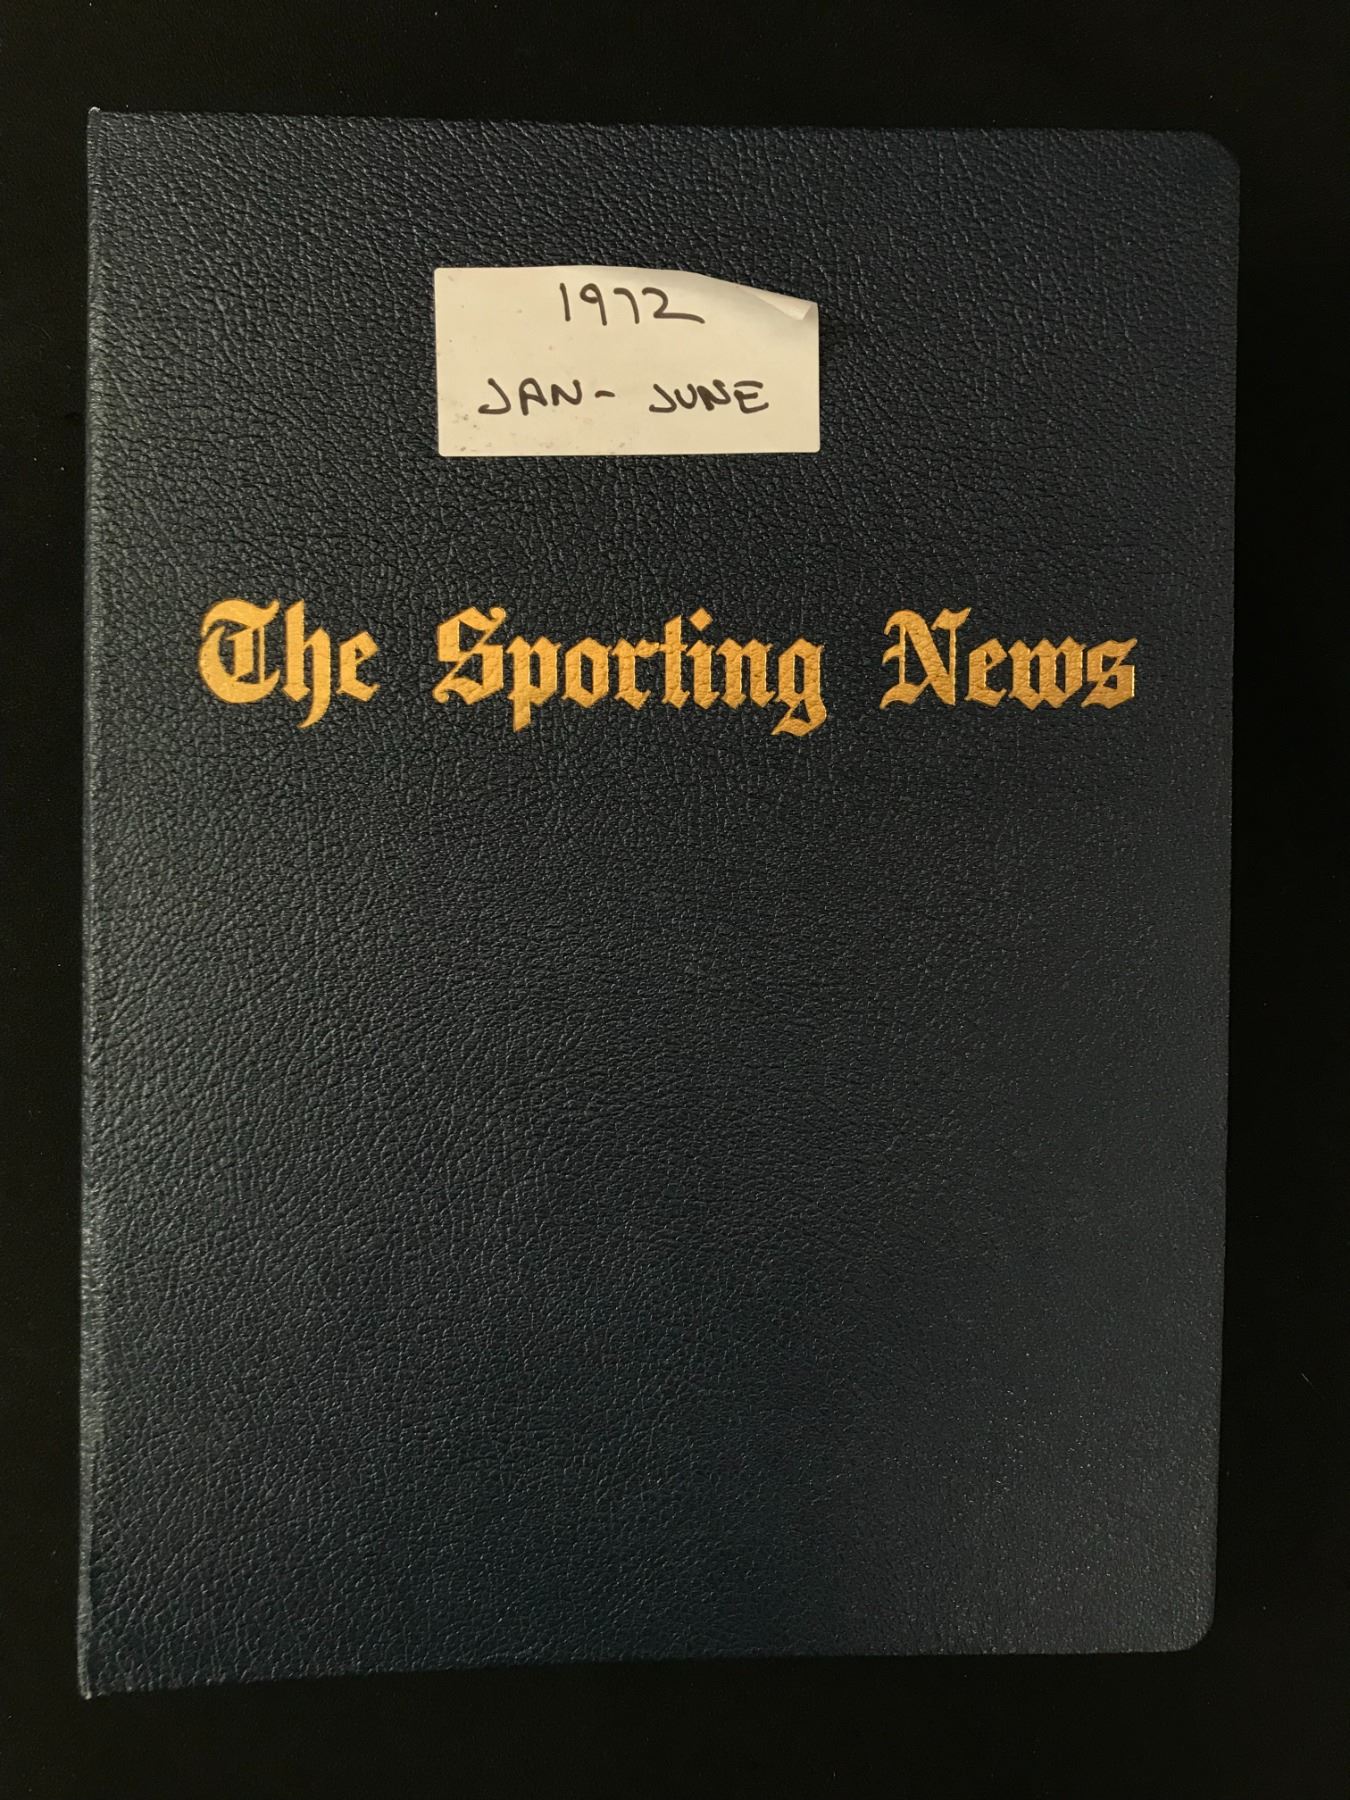 1972
JAN- JUNE
The Sporting News